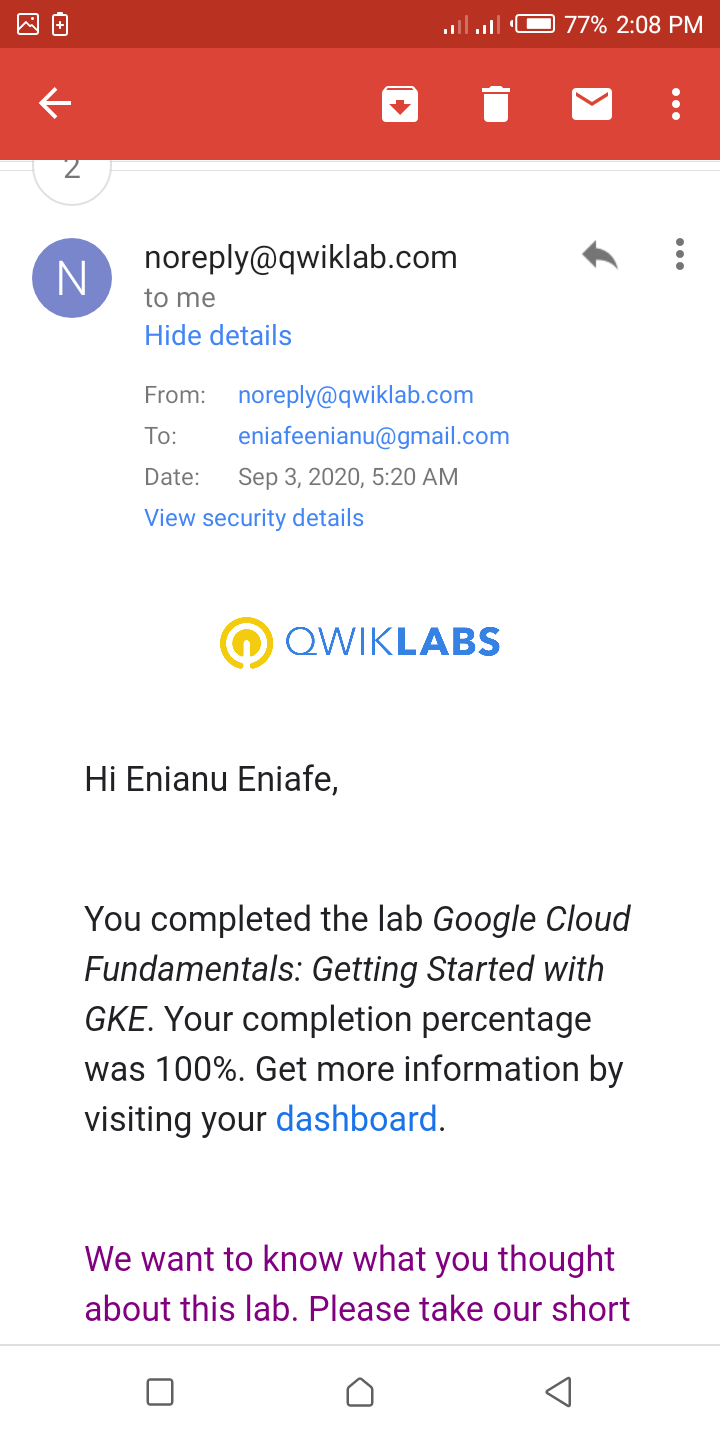 77% 2:08 PM
2
N
noreply@qwiklab.com
to me
Hide details
From: noreply@qwiklab.com
To: eniafeenianu@gmail.com
Date: Sep 3, 2020, 5:20 AM
View security details
QWIKLABS
Hi Enianu Eniafe,
You completed the lab Google Cloud
Fundamentals: Getting Started with
GKE. Your completion percentage
was 100%. Get more information by
visiting your dashboard.
We want to know what you thought
about this lab. Please take our short